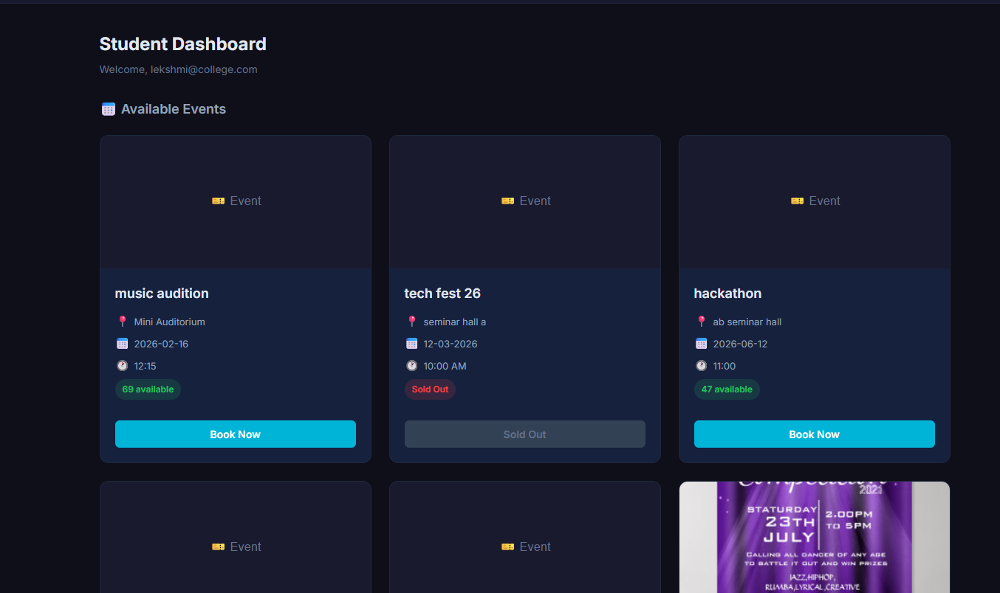 Student Dashboard
Welcome, lekshmi@college.com
Available Events
Event
Event
Event
music audition
Mini Auditorium
2026-02-16
12:15
69 available
Book Now
tech fest 26
seminar hall a
12-03-2026
10:00 AM
Sold Out
Sold Out
hackathon
ab seminar hall
2026-06-12
11:00
47 available
Book Now
Event
Event
2021
STATURDAY
23TH
JULY
2.00PM
TO 5PM
CALLING ALL DANCER OF ANY AGE
TO BATTLE IT OUT AND WIN PRIZES
JAZZ,HIPHOP,
RUMBA,LYRICAL,CREATIVE